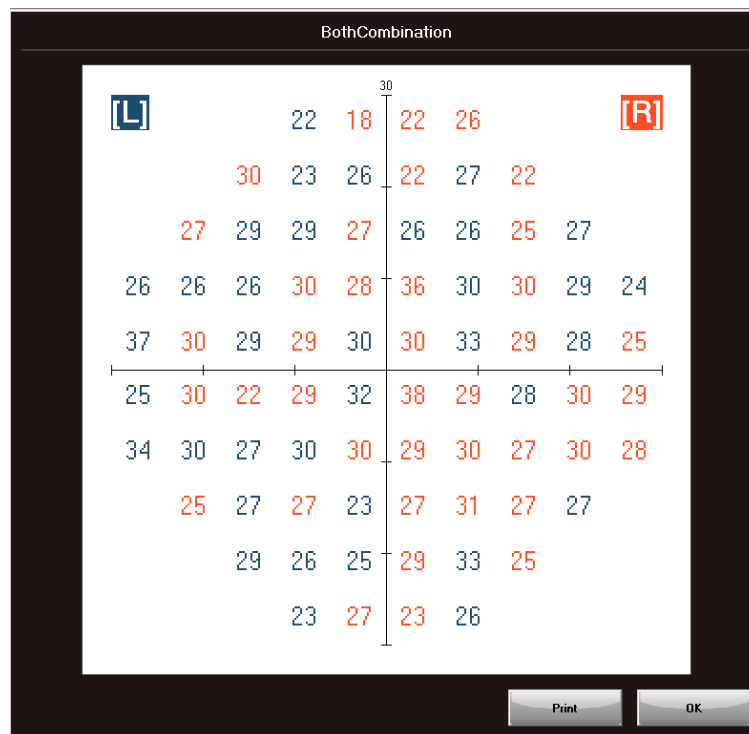 BothCombination
30
[L] 22 18 22 26 [R]
30 23 26 22 27 22
27 29 29 27 26 26 25 27
26 26 26 30 28 36 30 30 29 24
37 30 29 29 30 30 33 29 28 25
25 30 22 29 32 38 29 28 30 29
34 30 27 30 30 29 30 27 30 28
25 27 27 23 27 31 27 27
29 26 25 29 33 25
23 27 23 26
Print OK